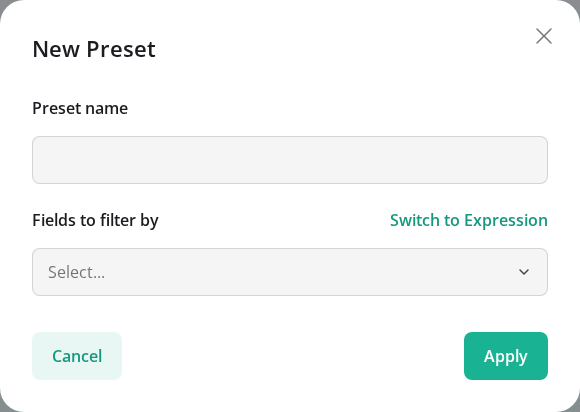 New Preset
Preset name
Fields to filter by
Switch to Expression
Select...
Cancel
Apply